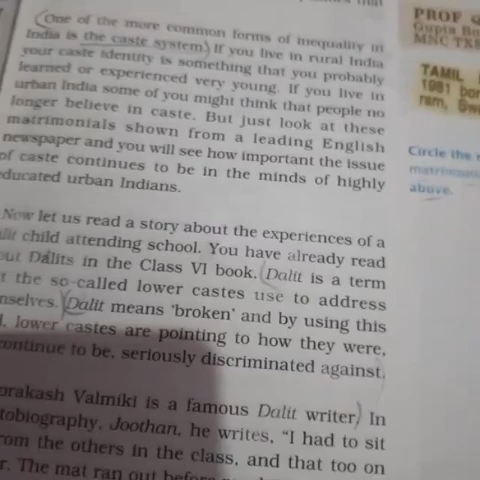 One of the more common forms of inequality in
India is the caste system. If you live in rural India
your caste identity is something that you probably
learned or experienced very young. If you live in
urban India some of you might think that people no
longer believe in caste. But just look at these
matrimonials shown from a leading English
newspaper and you will see how important the issue
of caste continues to be in the minds of highly
educated urban Indians.
Now let us read a story about the experiences of a
child attending school. You have already read
Dalits in the Class VI book. Dalit is a term
the so-called lower castes use to address
Dalit means ‘broken’ and by using this
lower castes are pointing to how they were,
continue to be, seriously discriminated against.
prakash Valmiki is a famous Dalit writer. In
tobiography, Joothan, he writes, “I had to sit
from the others in the class, and that too on
The mat ran out before
PROF
Gupta
MNC
TAMIL
1981
ram,
Circle the
above.